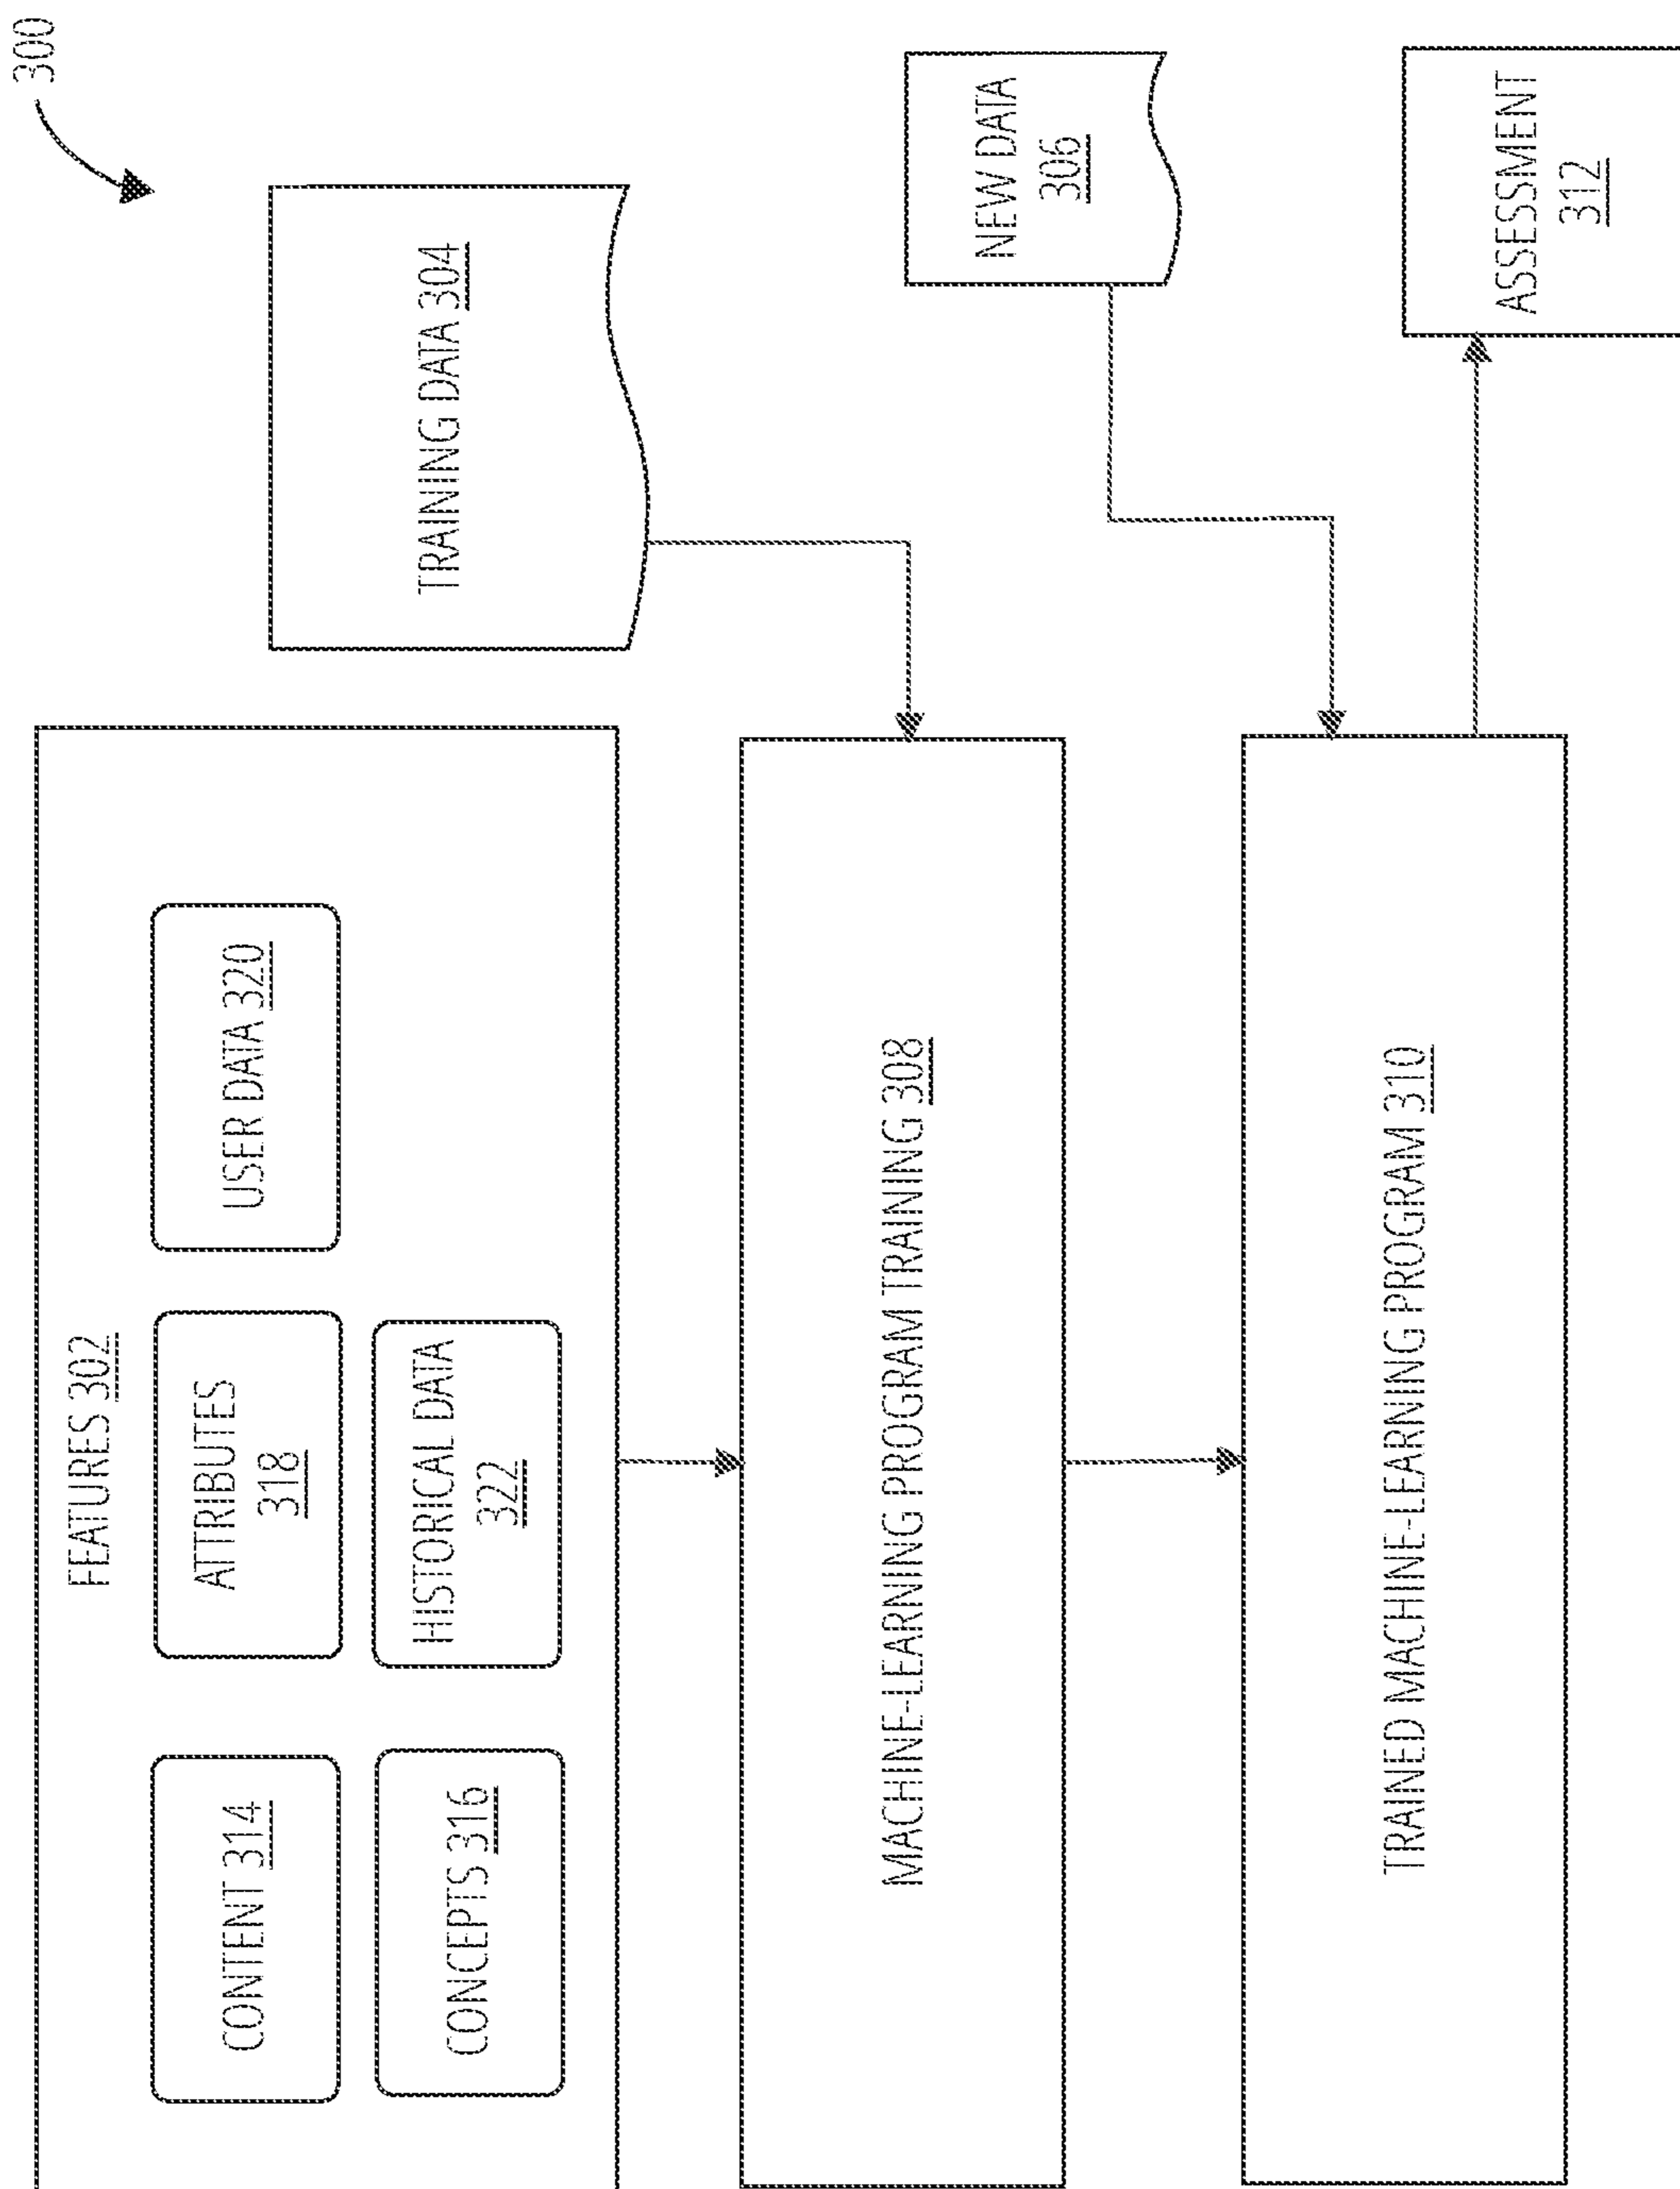 300
FEATURES 302
CONTENT 314
ATTRIBUTES
318
USER DATA 320
CONCEPTS 316
HISTORICAL DATA
322
TRAINING DATA 304
MACHINE-LEARNING PROGRAM TRAINING 308
NEW DATA
306
TRAINED MACHINE-LEARNING PROGRAM 310
ASSESSMENT
312